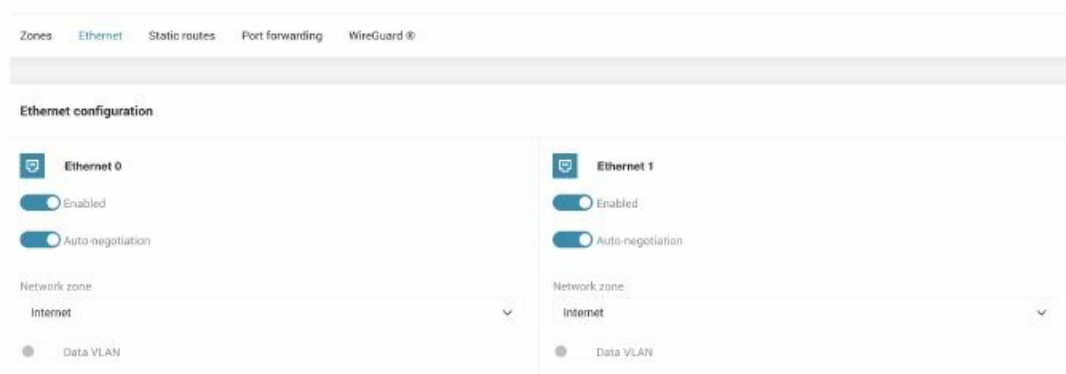 Zones Ethernet Static routes Port forwarding WireGuard ®
Ethernet configuration
Ethernet 0 Ethernet 1
Enabled Enabled
Auto-negotiation Auto-negotiation
Network zone Network zone
Internet Internet
Data VLAN Data VLAN